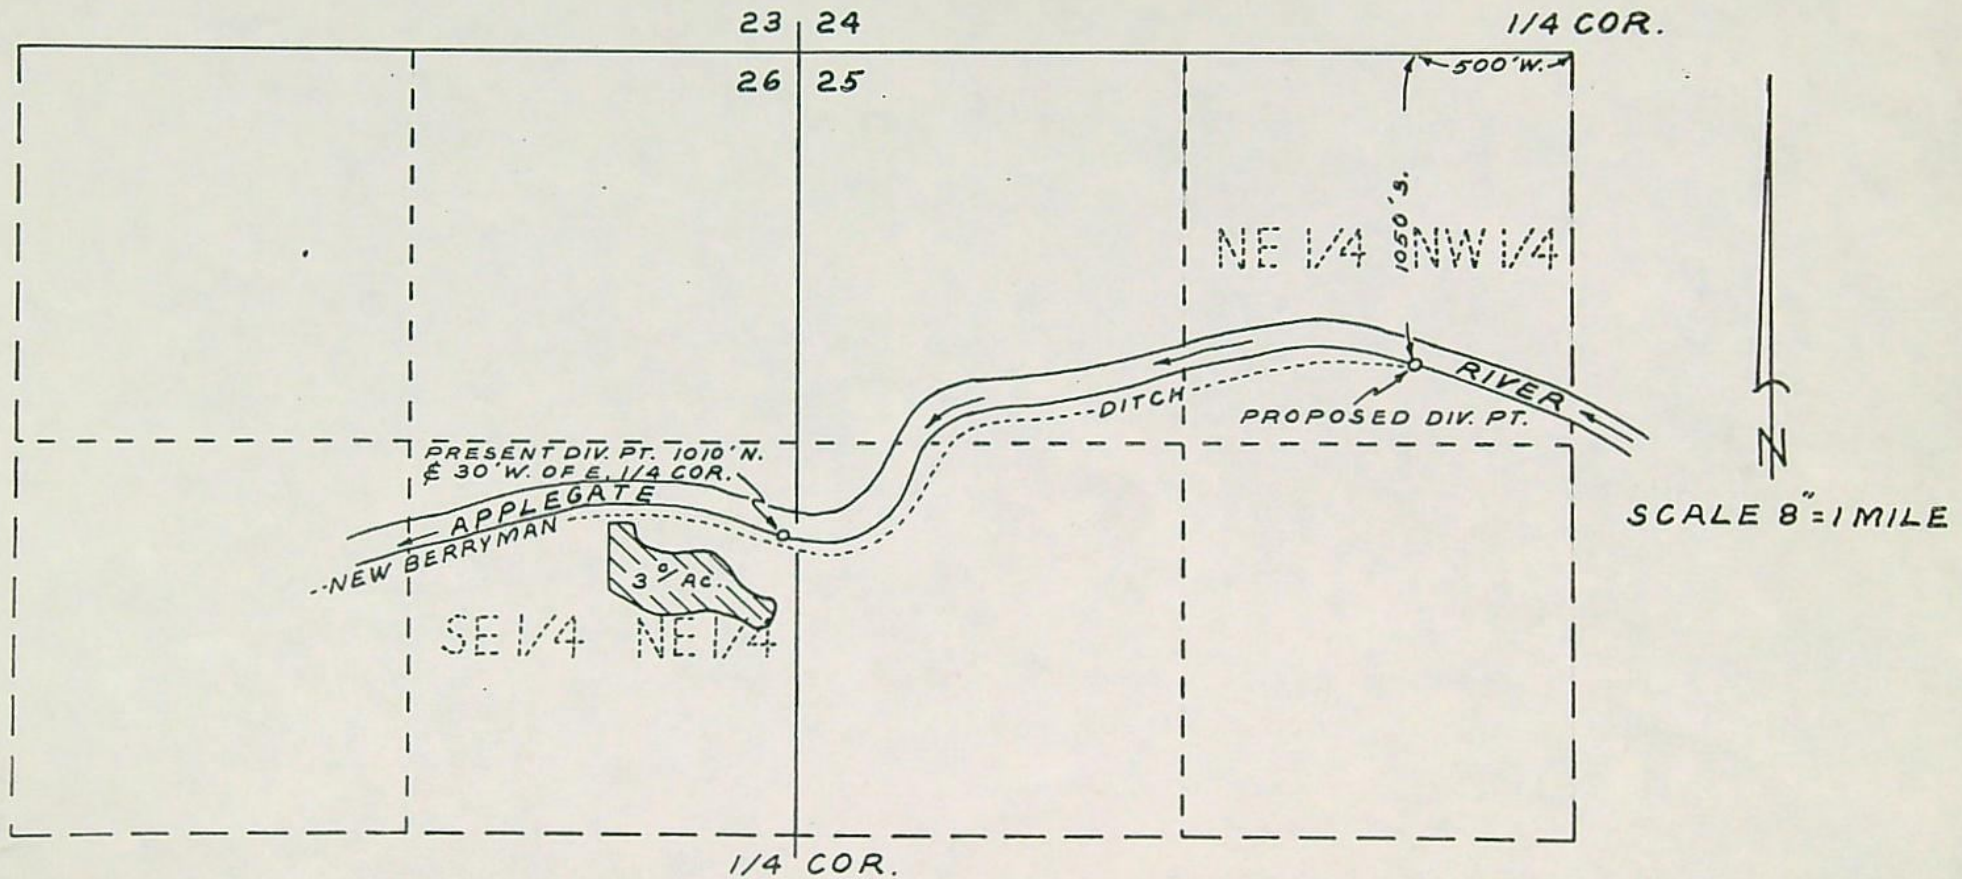 23 24
1/4 COR.
26 25
500' W.
1050' S.
NE 1/4 NW 1/4
RIVER
DITCH
PROPOSED DIV. PT.
PRESENT DIV. PT. 1010' N.
& 30' W. OF E. 1/4 COR.
APPLEGATE
NEW BERRYMAN
3 Ac.
SE 1/4 NE 1/4
N
SCALE 8" = 1 MILE
1/4 COR.